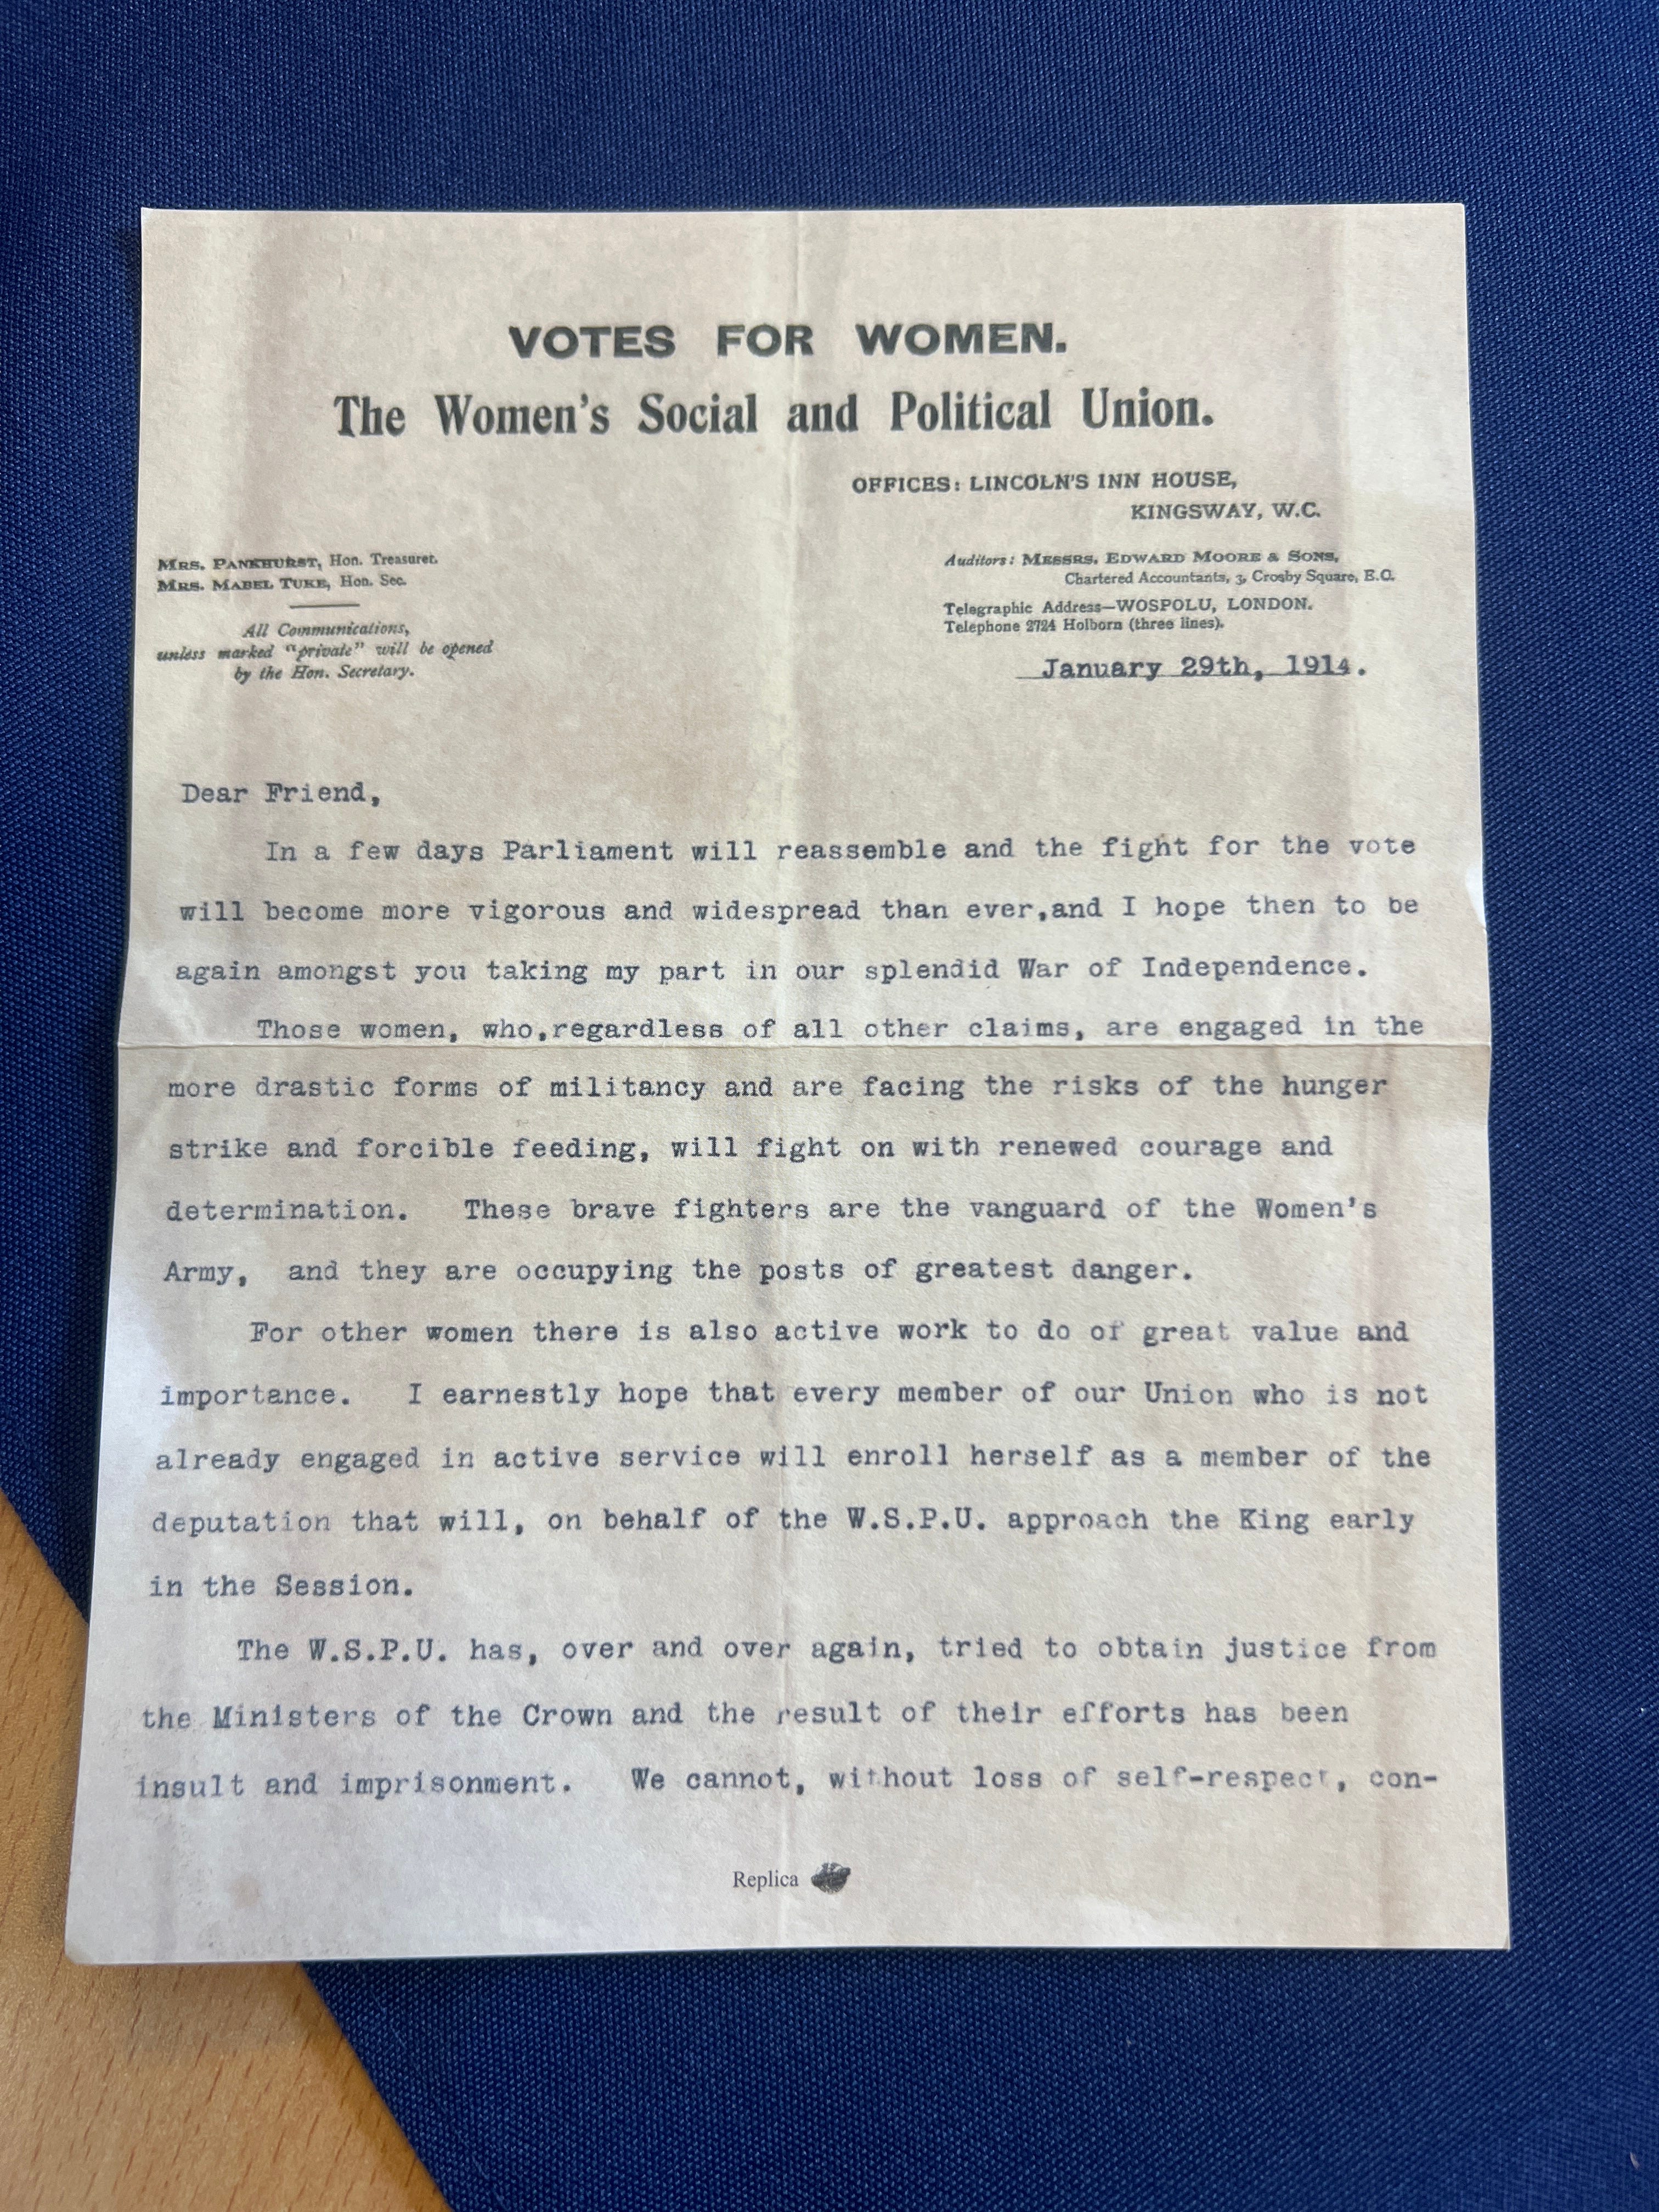 VOTES FOR WOMEN.
The Women's Social and Political Union.
OFFICES: LINCOLN'S INN HOUSE,
KINGSWAY, W.C.
MRS. PANKHURST, Hon. Treasurer.
MRS. MABEL TUKE, Hon. Sec.
All Communications,
unless marked "private" will be opened
by the Hon. Secretary.
Auditors: MESSRS. EDWARD MOORE & SONS,
Chartered Accountants, 3, Crosby Square, E.C.
Telegraphic Address—WOSPOLU, LONDON.
Telephone 2724 Holborn (three lines).
January 29th, 1914.
Dear Friend,
In a few days Parliament will reassemble and the fight for the vote
will become more vigorous and widespread than ever,and I hope then to be
again amongst you taking my part in our splendid War of Independence.
Those women, who,regardless of all other claims, are engaged in the
more drastic forms of militancy and are facing the risks of the hunger
strike and forcible feeding, will fight on with renewed courage and
determination. These brave fighters are the vanguard of the Women's
Army, and they are occupying the posts of greatest danger.
For other women there is also active work to do of great value and
importance. I earnestly hope that every member of our Union who is not
already engaged in active service will enroll herself as a member of the
deputation that will, on behalf of the W.S.P.U. approach the King early
in the Session.
The W.S.P.U. has, over and over again, tried to obtain justice from
the Ministers of the Crown and the result of their efforts has been
insult and imprisonment. We cannot, without loss of self-respect, con-
Replica